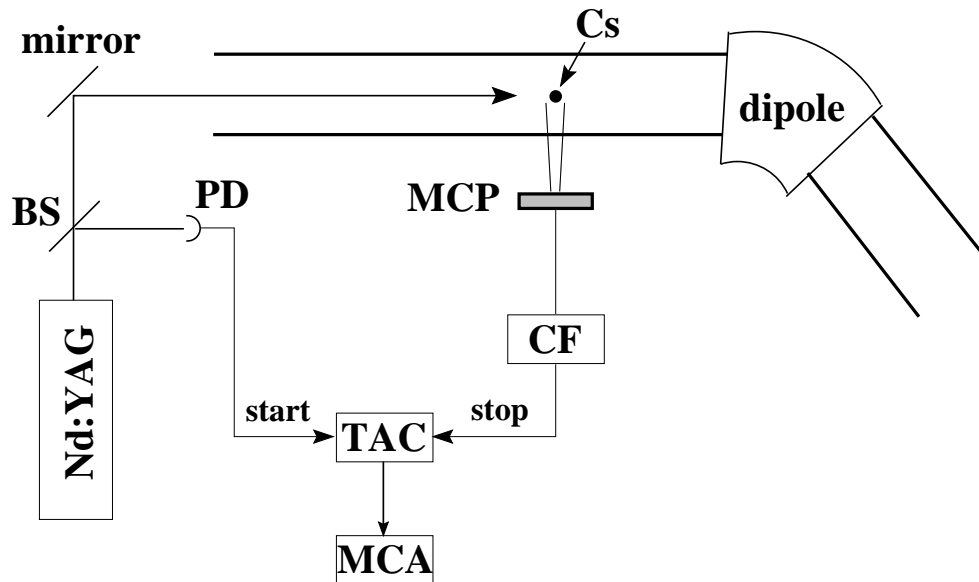 Cs
mirror
dipole
BS
PD
MCP
Nd:YAG
CF
start
stop
TAC
MCA